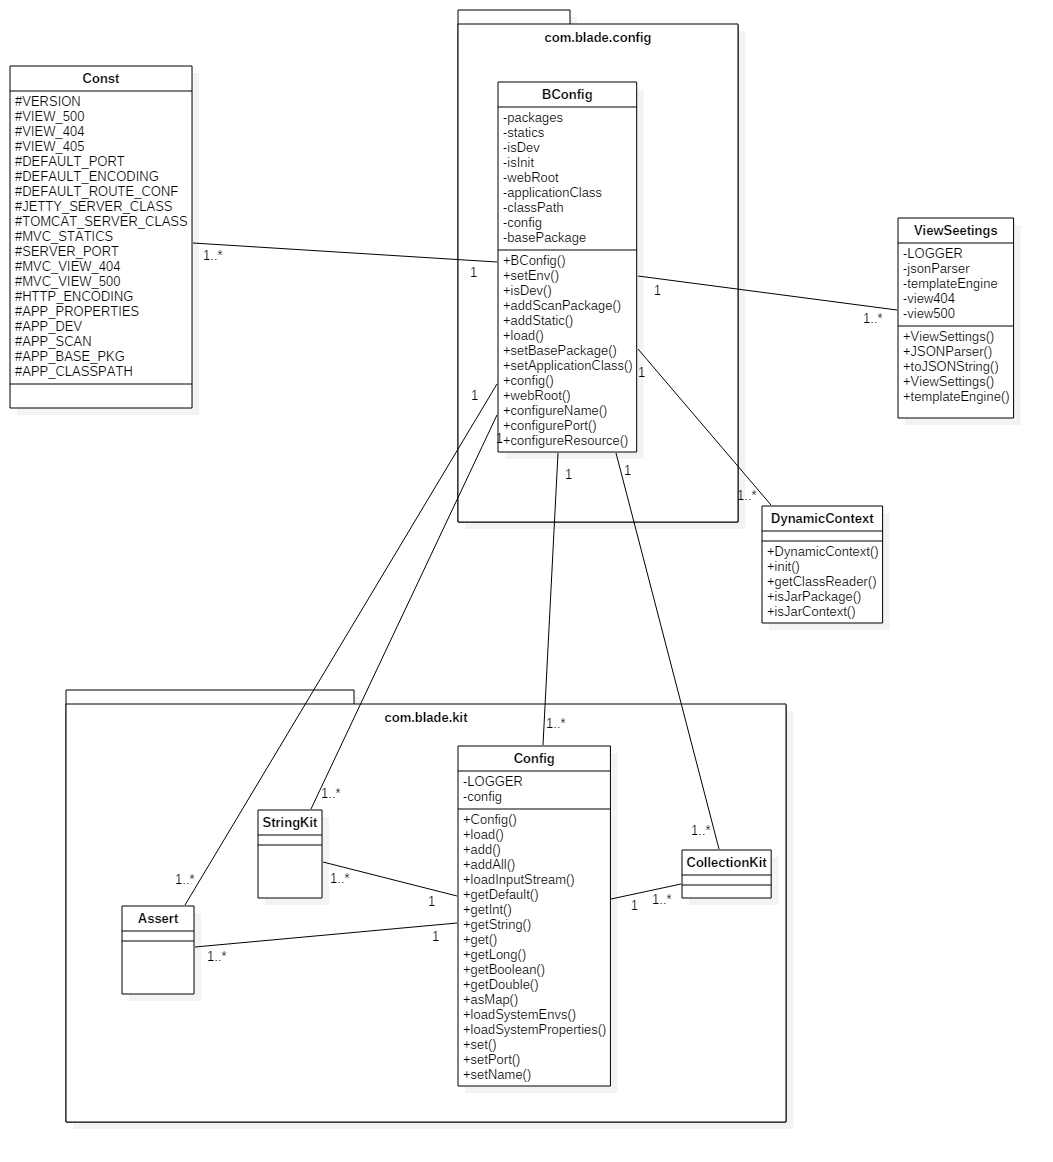 com.blade.config
Const
#VERSION
#VIEW_500
#VIEW_404
#VIEW_405
#DEFAULT_PORT
#DEFAULT_ENCODING
#DEFAULT_ROUTE_CONF
#JETTY_SERVER_CLASS
#TOMCAT_SERVER_CLASS
#MVC_STATICS
#SERVER_PORT
#MVC_VIEW_404
#MVC_VIEW_500
#HTTP_ENCODING
#APP_PROPERTIES
#APP_DEV
#APP_SCAN
#APP_BASE_PKG
#APP_CLASSPATH
1..*
1
BConfig
-packages
-statics
-isDev
-isInit
-webRoot
-applicationClass
-classPath
-config
-basePackage
+BConfig()
+setEnv()
+isDev()
+addScanPackage()
+addStatic()
+load()
+setBasePackage()
+setApplicationClass()
+config()
+webRoot()
+configureName()
+configurePort()
+configureResource()
1
1..*
ViewSeetings
-LOGGER
-jsonParser
-templateEngine
-view404
-view500
+ViewSettings()
+JSONParser()
+toJSONString()
+ViewSettings()
+templateEngine()
1
1
1
1
1
1..*
DynamicContext
+DynamicContext()
+init()
+getClassReader()
+isJarPackage()
+isJarContext()
com.blade.kit
1..*
Config
-LOGGER
-config
+Config()
+load()
+add()
+addAll()
+loadInputStream()
+getDefault()
+getInt()
+getString()
+get()
+getLong()
+getBoolean()
+getDouble()
+asMap()
+loadSystemEnvs()
+loadSystemProperties()
+set()
+setPort()
+setName()
1..*
StringKit
1..*
1
1..*
Assert
1..*
1
1..*
CollectionKit
1
1..*